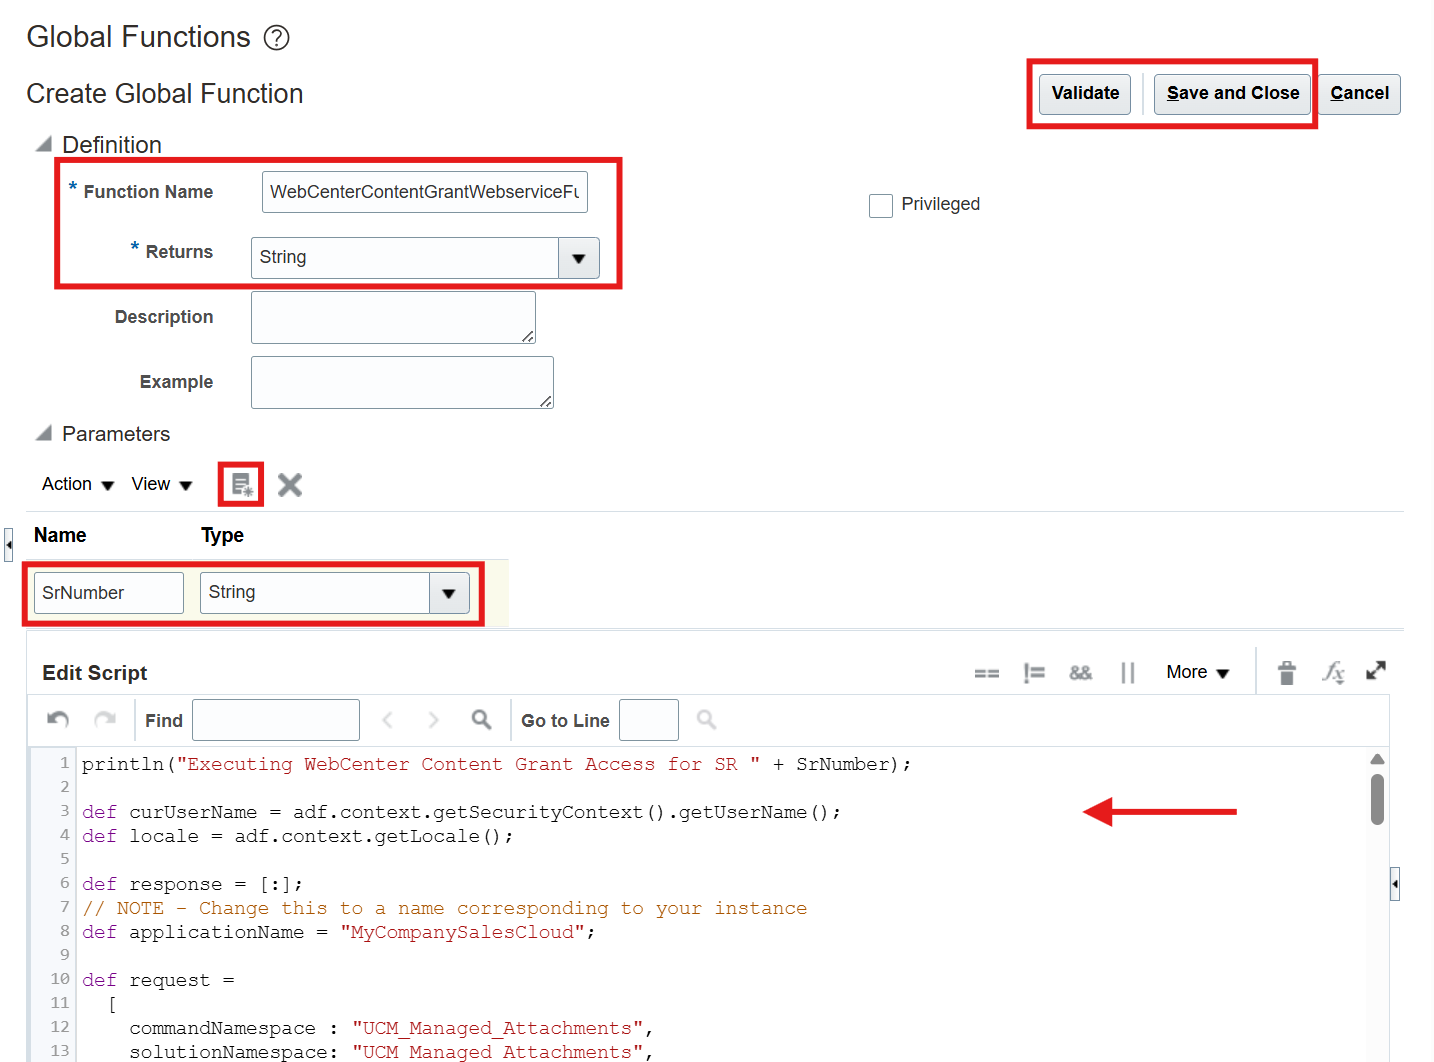 Global Functions ?
Create Global Function
Validate Save and Close Cancel
Definition
* Function Name WebCenterContentGrantWebserviceFu
Privileged
* Returns String
Description
Example
Parameters
Action View
Name Type
SrNumber String
Edit Script == != && || More fx
Find Go to Line
1 println("Executing WebCenter Content Grant Access for SR " + SrNumber);
2
3 def curUserName = adf.context.getSecurityContext().getUserName();
4 def locale = adf.context.getLocale();
5
6 def response = [:];
7 // NOTE - Change this to a name corresponding to your instance
8 def applicationName = "MyCompanySalesCloud";
9
10 def request =
11 [
12 commandNamespace : "UCM_Managed_Attachments",
13 solutionNamespace: "UCM_Managed_Attachments",